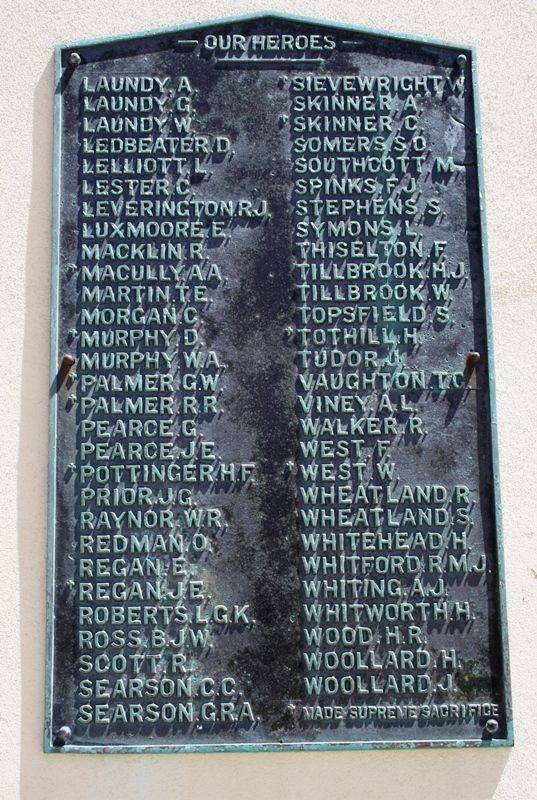 OUR HEROES
LAUNDY. A.
LAUNDY. G.
LAUNDY. W.
LEDBEATER. D.
LELLIOTT. L.
LESTER. C.
LEVERINGTON. R.J.
LUXMOORE. E.
MACKLIN. R.
MACULLY. A.A.
MARTIN. T.E.
MORGAN. C.
MURPHY. D.
MURPHY. W.A.
PALMER. G.W.
PALMER. R.R.
PEARCE. G.
PEARCE. J.E.
POTTINGER. H.F.
PRIOR. J.G.
RAYNOR. W.R.
REDMAN. O.
REGAN. E.
REGAN. J.E.
ROBERTS. L.G.K.
ROSS. B.J.W.
SCOTT. R.
SEARSON. C.C.
SEARSON. G.R.A.
SIEVEWRIGHT. W.
SKINNER. A.
SKINNER. C.
SOMERS. S.O.
SOUTHCOTT. M.
SPINKS. F.J.
STEPHENS. S.
SYMONS. L.
THISELTON. F.
TILLBROOK. H.J.
TILLBROOK. W.
TOPSFIELD. S.
TOTHILL. H.
TUDOR. J.
VAUGHTON. T.C.
VINEY. A.L.
WALKER. R.
WEST. F.
WEST. W.
WHEATLAND. R.
WHEATLAND. S.
WHITEHEAD. H.
WHITFORD. R.M.J.
WHITING. A.J.
WHITWORTH. H.
WOOD. H.R.
WOOLLARD. H.
WOOLLARD. J.
MADE SUPREME SACRIFICE